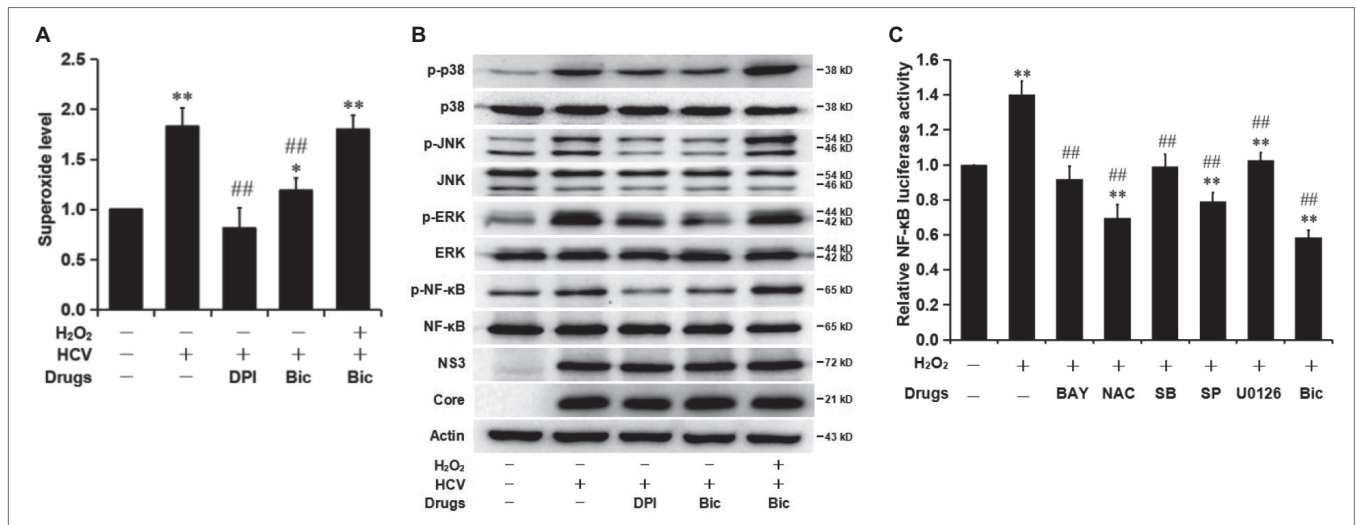 A
Superoxide level
2.5
2.0
1.5
1.0
0.5
0.0
**
##
##
*
**
H₂O₂ – – – – +
HCV – + + + +
Drugs – – DPI Bic Bic
B
p-p38 –38 kD
p38 –38 kD
p-JNK –54 kD
–46 kD
JNK –54 kD
–46 kD
p-ERK –44 kD
–42 kD
ERK –44 kD
–42 kD
p-NF-κB –65 kD
NF-κB –65 kD
NS3 –72 kD
Core –21 kD
Actin –43 kD
H₂O₂ – – – – +
HCV – + + + +
Drugs – – DPI Bic Bic
C
Relative NF-κB luciferase activity
1.6
1.4
1.2
1.0
0.8
0.6
0.4
0.2
0.0
**
##
##
**
##
##
**
##
**
##
**
H₂O₂ – + + + + + + +
Drugs – – BAY NAC SB SP U0126 Bic